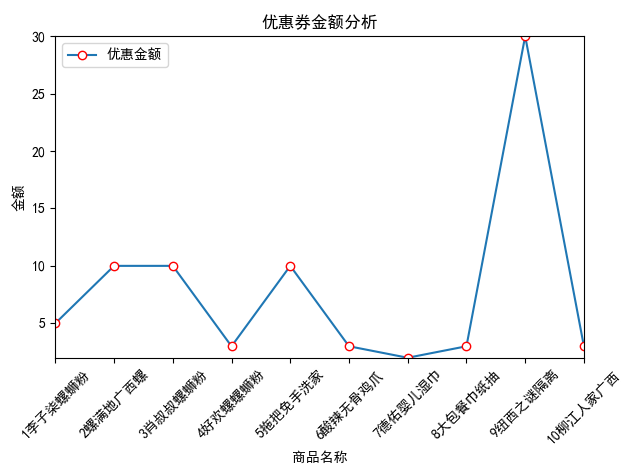 优惠券金额分析
优惠金额
金额
30
25
20
15
10
5
1李子柒螺蛳粉
2螺满地广西螺
3肖叔叔螺蛳粉
4好欢螺螺蛳粉
5拖把免手洗家
6酸辣无骨鸡爪
7德佑婴儿湿巾
8大包餐巾纸抽
9纽西之谜隔离
10柳江人家广西
商品名称